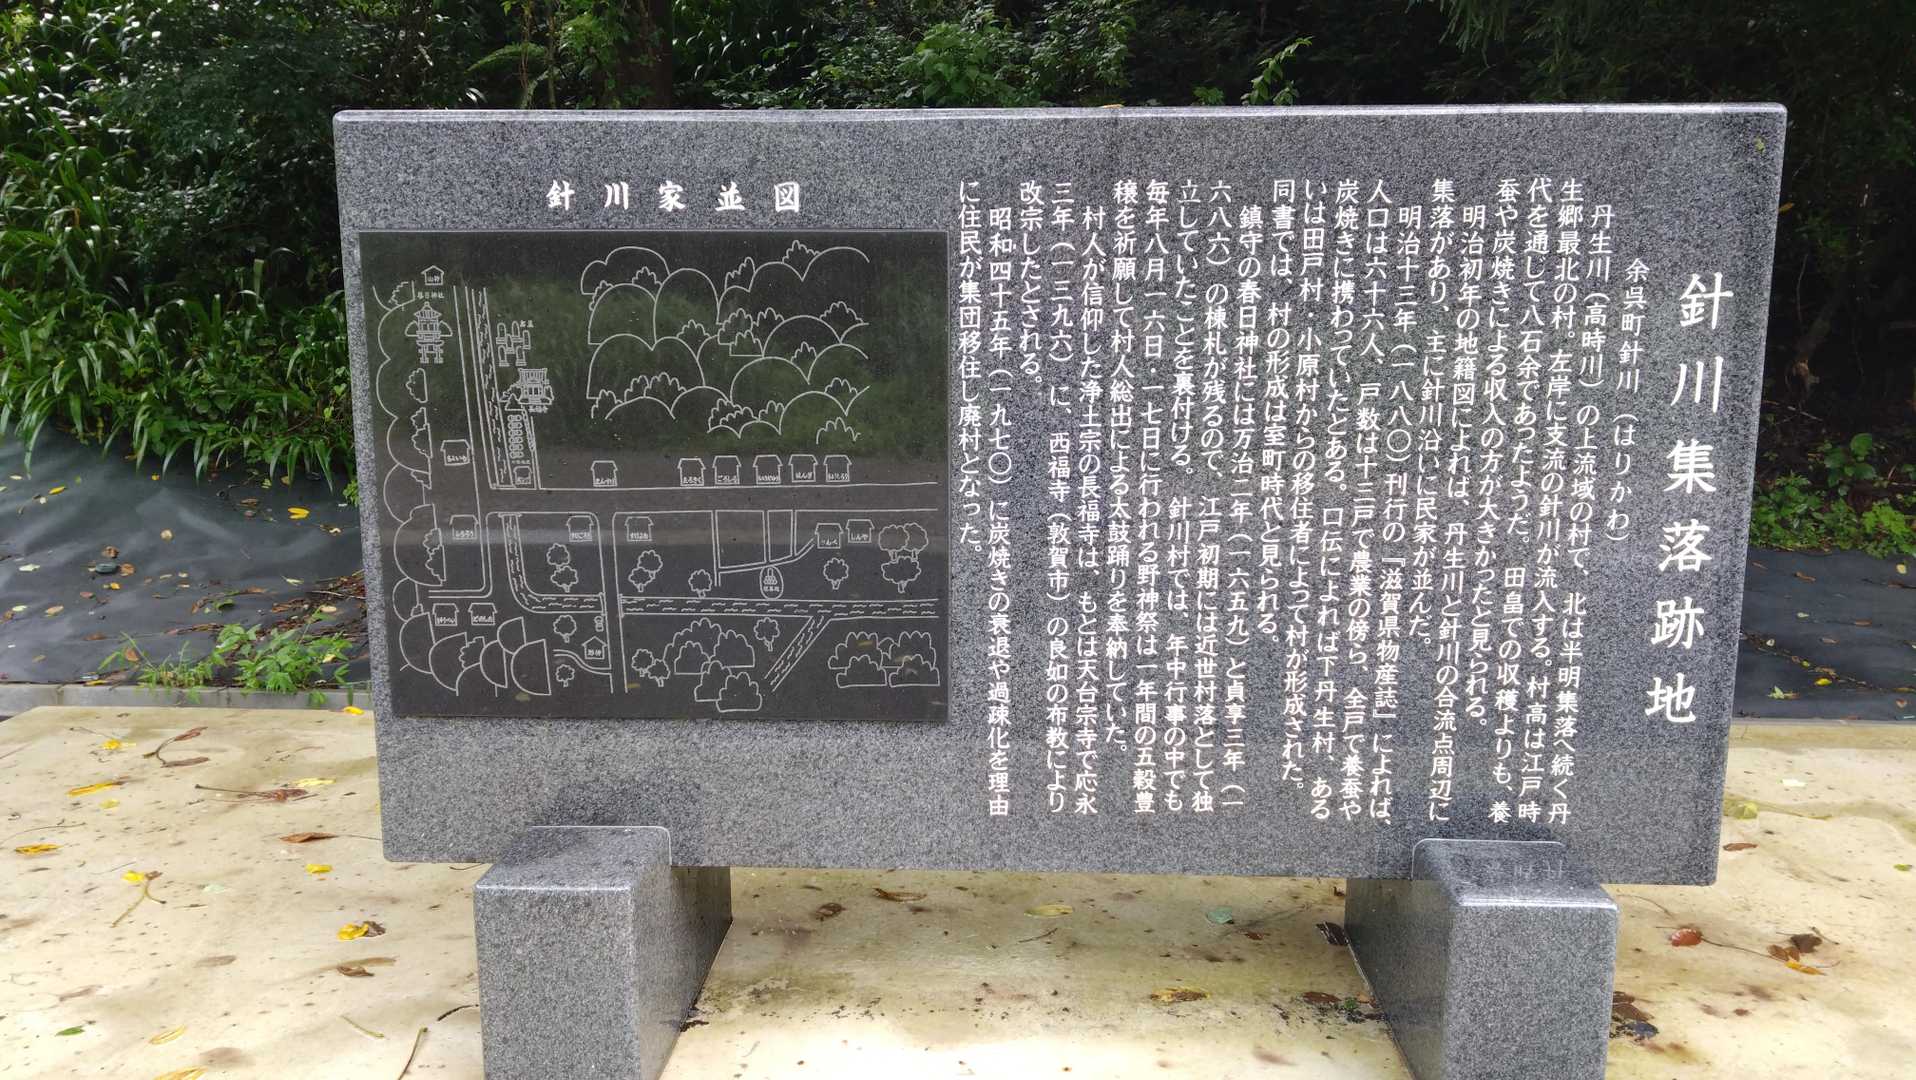 針川集落跡地
余呉町針川（はりかわ）
丹生川（高時川）の上流域の村で、北は半明集落へ続く丹
生郷最北の村。左岸に支流の針川が流入する。村高は江戸時
代を通して八石余であったようだ。田畠での収穫よりも、養
蚕や炭焼きによる収入の方が大きかったと見られる。
明治初年の地籍図によれば、丹生川と針川の合流点周辺に
集落があり、主に針川沿いに民家が並んだ。
明治十三年（一八八〇）刊行の『滋賀県物産誌』によれば、
人口は六十六人、戸数は十三戸で農業の傍ら、全戸で養蚕や
炭焼きに携わっていたとある。口伝によれば下丹生村、ある
いは田戸村・小原村からの移住者によって村が形成された。
同書では、村の形成は室町時代と見られる。
鎮守の春日神社には万治二年（一六五九）と貞享三年（一
六八六）の棟札が残るので、江戸初期には近世村落として独
立していたことを裏付ける。針川村では、年中行事の中でも
毎年八月一六日・一七日に行われる野神祭は一年間の五穀豊
穣を祈願して村人総出による太鼓踊りを奉納していた。
村人が信仰した浄土宗の長福寺は、もとは天台宗寺で応永
三年（一三九六）に、西福寺（敦賀市）の良如の布教により
改宗したとされる。
昭和四十五年（一九七〇）に炭焼きの衰退や過疎化を理由
に住民が集団移住し廃村となった。
針川家並図
山神
春日神社
長福寺
野神